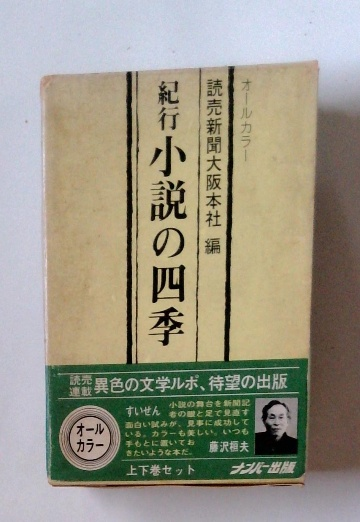 オールカラー
読売新聞大阪本社 編
紀行 小説の四季
読売
連載
異色の文学ルポ、待望の出版
オール
カラー
すいせん
小説の舞台を新聞記
者の眼と足で見直す
面白い試みが、見事に成功して
いる。カラーも美しい。いつも
手もとに置いてお
きたいような本だ。
藤沢桓夫
上下巻セット
ナンバー出版